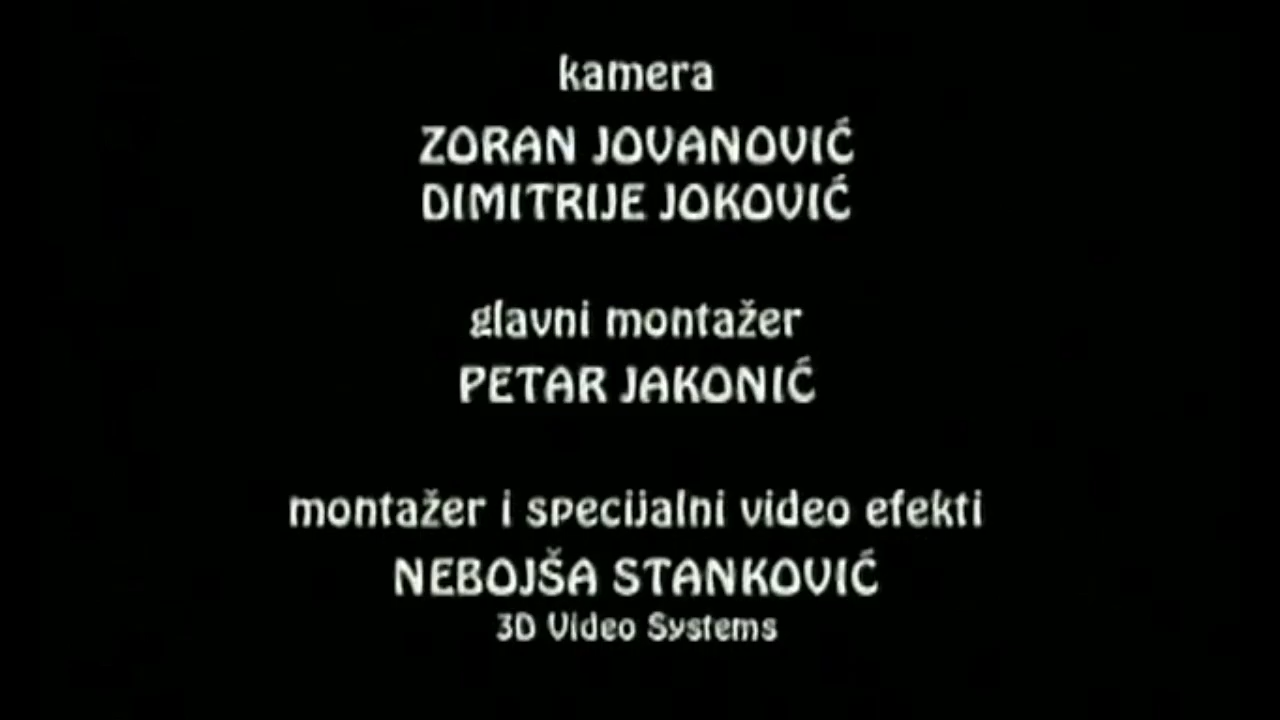 kamera
ZORAN JOVANOVIĆ
DIMITRIJE JOKOVIĆ
glavni montažer
PETAR JAKONIĆ
montažer i specijalni video efekti
NEBOJŠA STANKOVIĆ
3D Video Systems